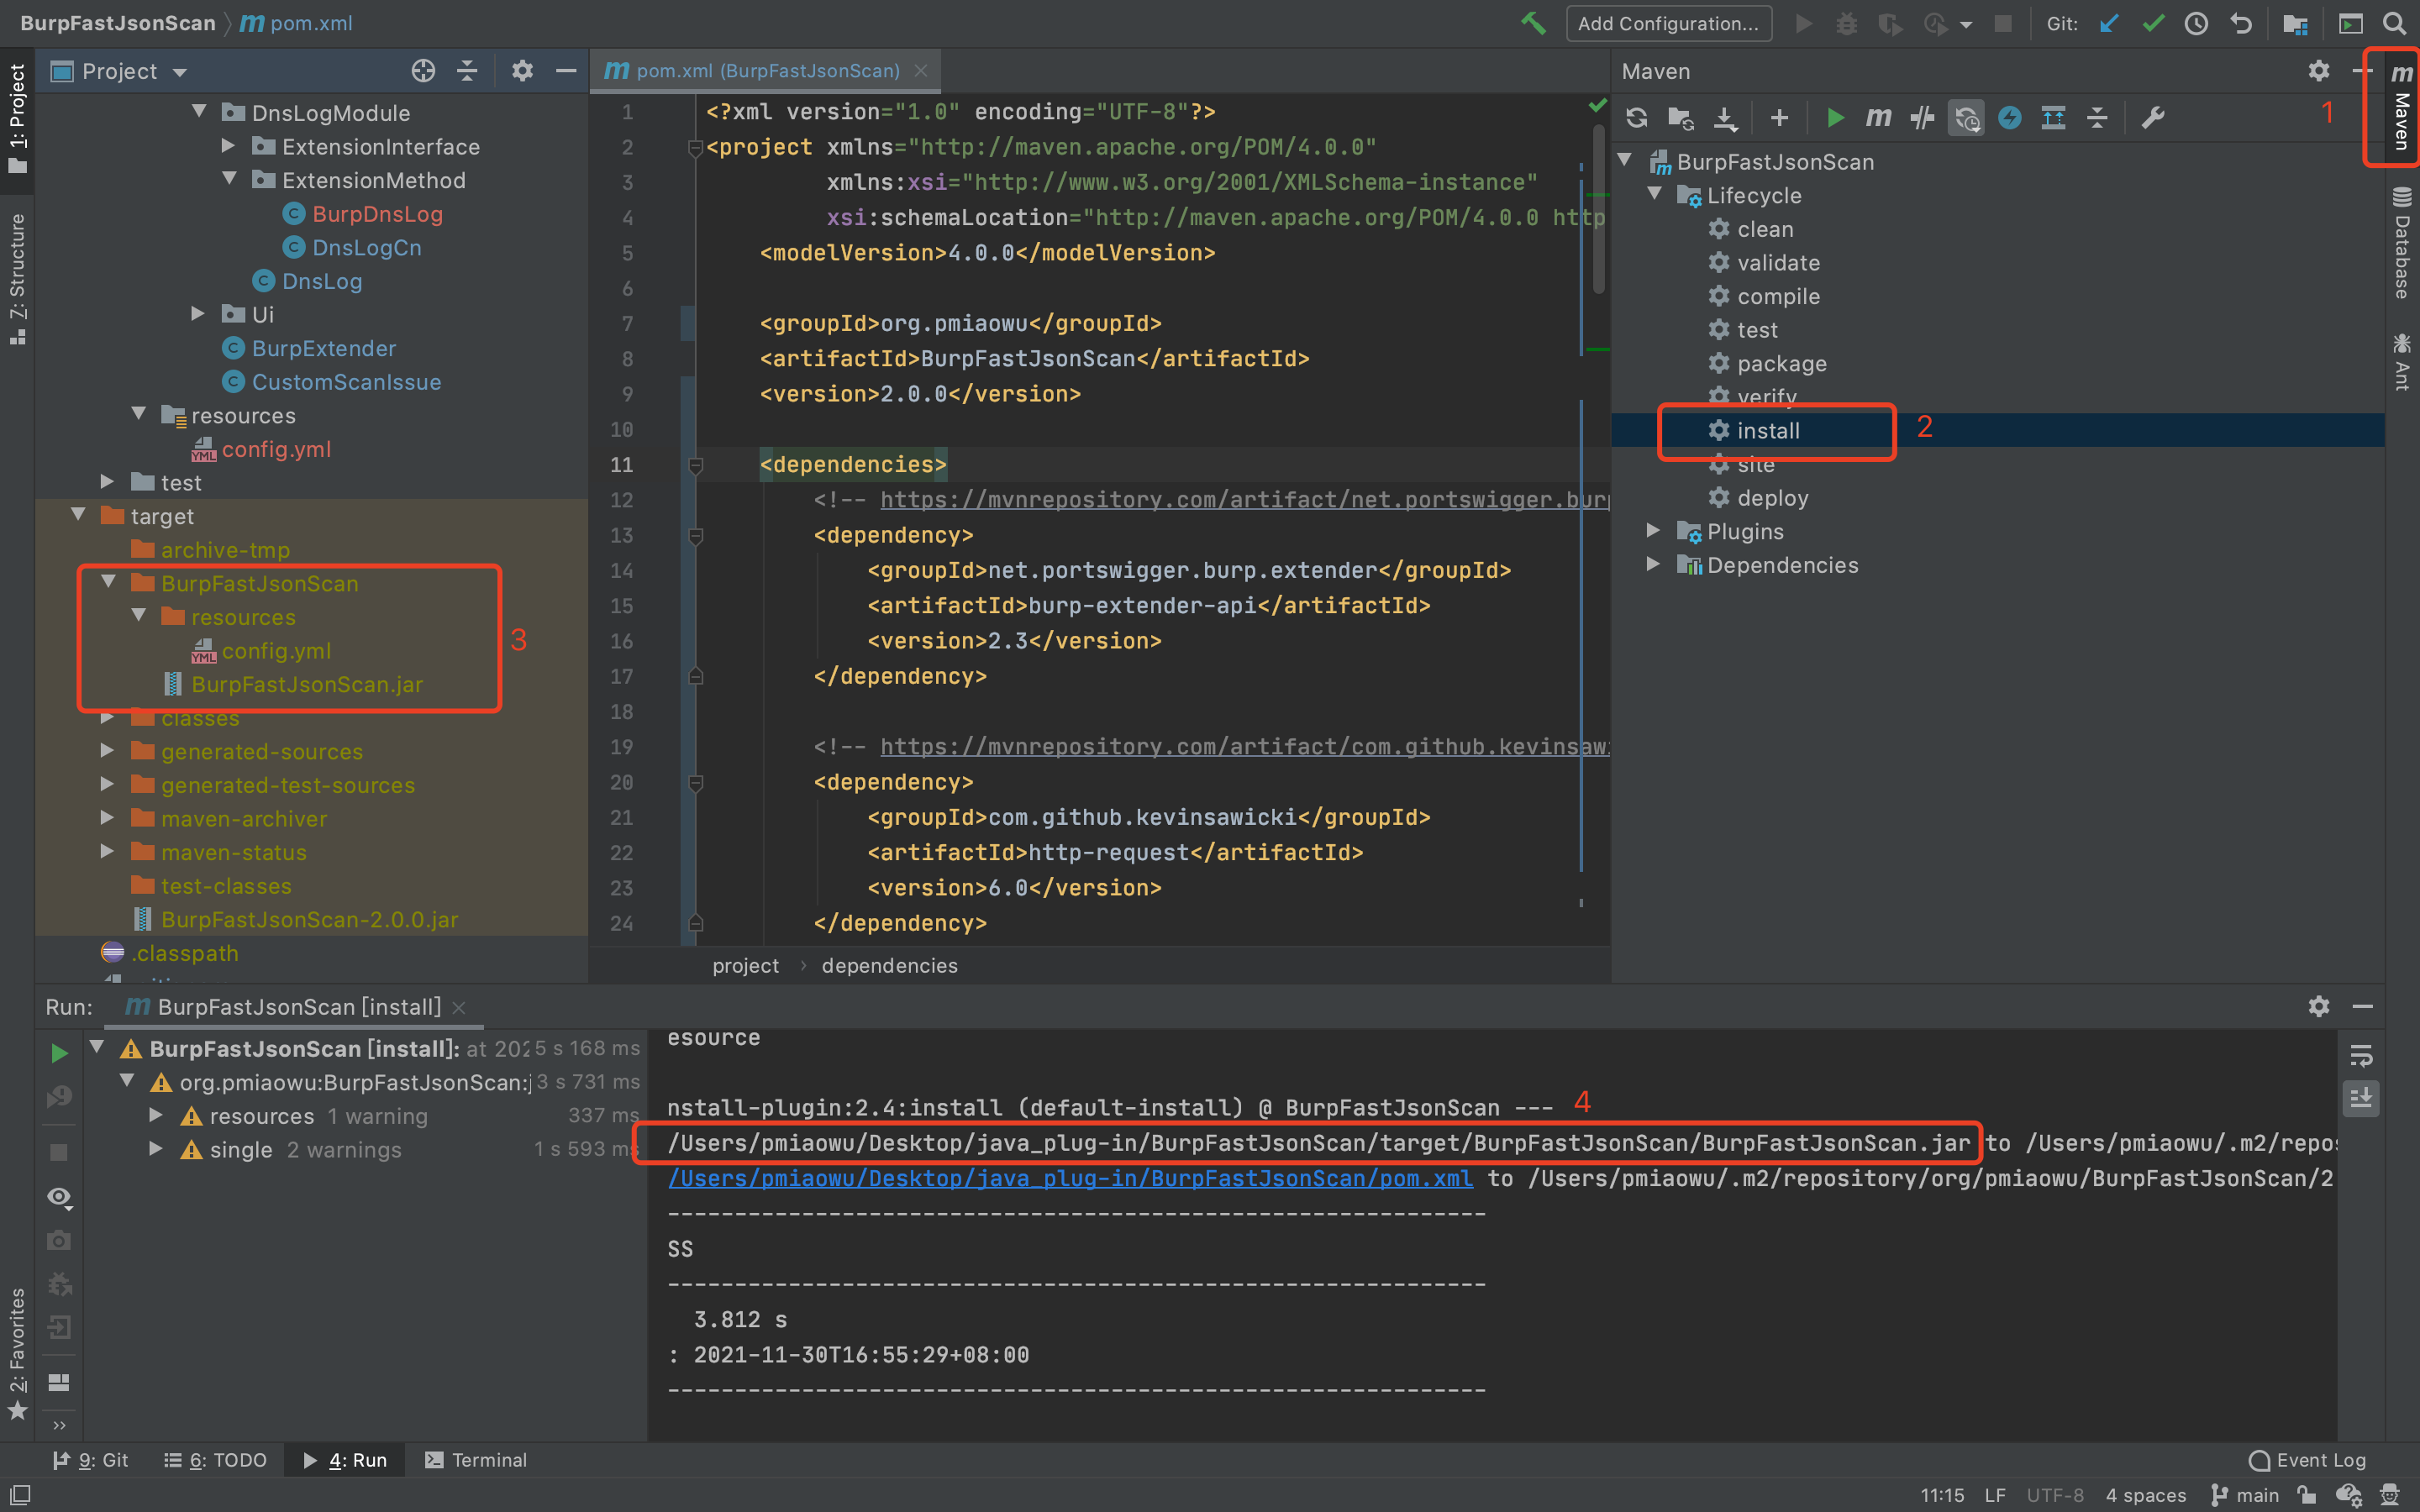 BurpFastJsonScan
pom.xml
Add Configuration...
Git:
1: Project
7: Structure
2: Favorites
Project
DnsLogModule
ExtensionInterface
ExtensionMethod
BurpDnsLog
DnsLogCn
DnsLog
Ui
BurpExtender
CustomScanIssue
resources
config.yml
test
target
archive-tmp
BurpFastJsonScan
resources
config.yml
BurpFastJsonScan.jar
3
classes
generated-sources
generated-test-sources
maven-archiver
maven-status
test-classes
BurpFastJsonScan-2.0.0.jar
.classpath
pom.xml (BurpFastJsonScan)
1 <?xml version="1.0" encoding="UTF-8"?>
2 <project xmlns="http://maven.apache.org/POM/4.0.0"
3 xmlns:xsi="http://www.w3.org/2001/XMLSchema-instance"
4 xsi:schemaLocation="http://maven.apache.org/POM/4.0.0 http
5 <modelVersion>4.0.0</modelVersion>
6
7 <groupId>org.pmiaowu</groupId>
8 <artifactId>BurpFastJsonScan</artifactId>
9 <version>2.0.0</version>
10
11 <dependencies>
12 <!-- https://mvnrepository.com/artifact/net.portswigger.burp
13 <dependency>
14 <groupId>net.portswigger.burp.extender</groupId>
15 <artifactId>burp-extender-api</artifactId>
16 <version>2.3</version>
17 </dependency>
18
19 <!-- https://mvnrepository.com/artifact/com.github.kevinsawi
20 <dependency>
21 <groupId>com.github.kevinsawicki</groupId>
22 <artifactId>http-request</artifactId>
23 <version>6.0</version>
24 </dependency>
project › dependencies
Maven
1
BurpFastJsonScan
Lifecycle
clean
validate
compile
test
package
verify
install
2
site
deploy
Plugins
Dependencies
Maven
Database
Ant
Run:
BurpFastJsonScan [install]
BurpFastJsonScan [install]: at 202 5 s 168 ms
org.pmiaowu:BurpFastJsonScan:j 3 s 731 ms
resources 1 warning 337 ms
single 2 warnings 1 s 593 ms
esource
nstall-plugin:2.4:install (default-install) @ BurpFastJsonScan ---
4
/Users/pmiaowu/Desktop/java_plug-in/BurpFastJsonScan/target/BurpFastJsonScan/BurpFastJsonScan.jar to /Users/pmiaowu/.m2/repos
/Users/pmiaowu/Desktop/java_plug-in/BurpFastJsonScan/pom.xml to /Users/pmiaowu/.m2/repository/org/pmiaowu/BurpFastJsonScan/2
------------------------------------------------------------
SS
------------------------------------------------------------
3.812 s
: 2021-11-30T16:55:29+08:00
------------------------------------------------------------
9: Git
6: TODO
4: Run
Terminal
Event Log
11:15 LF UTF-8 4 spaces main